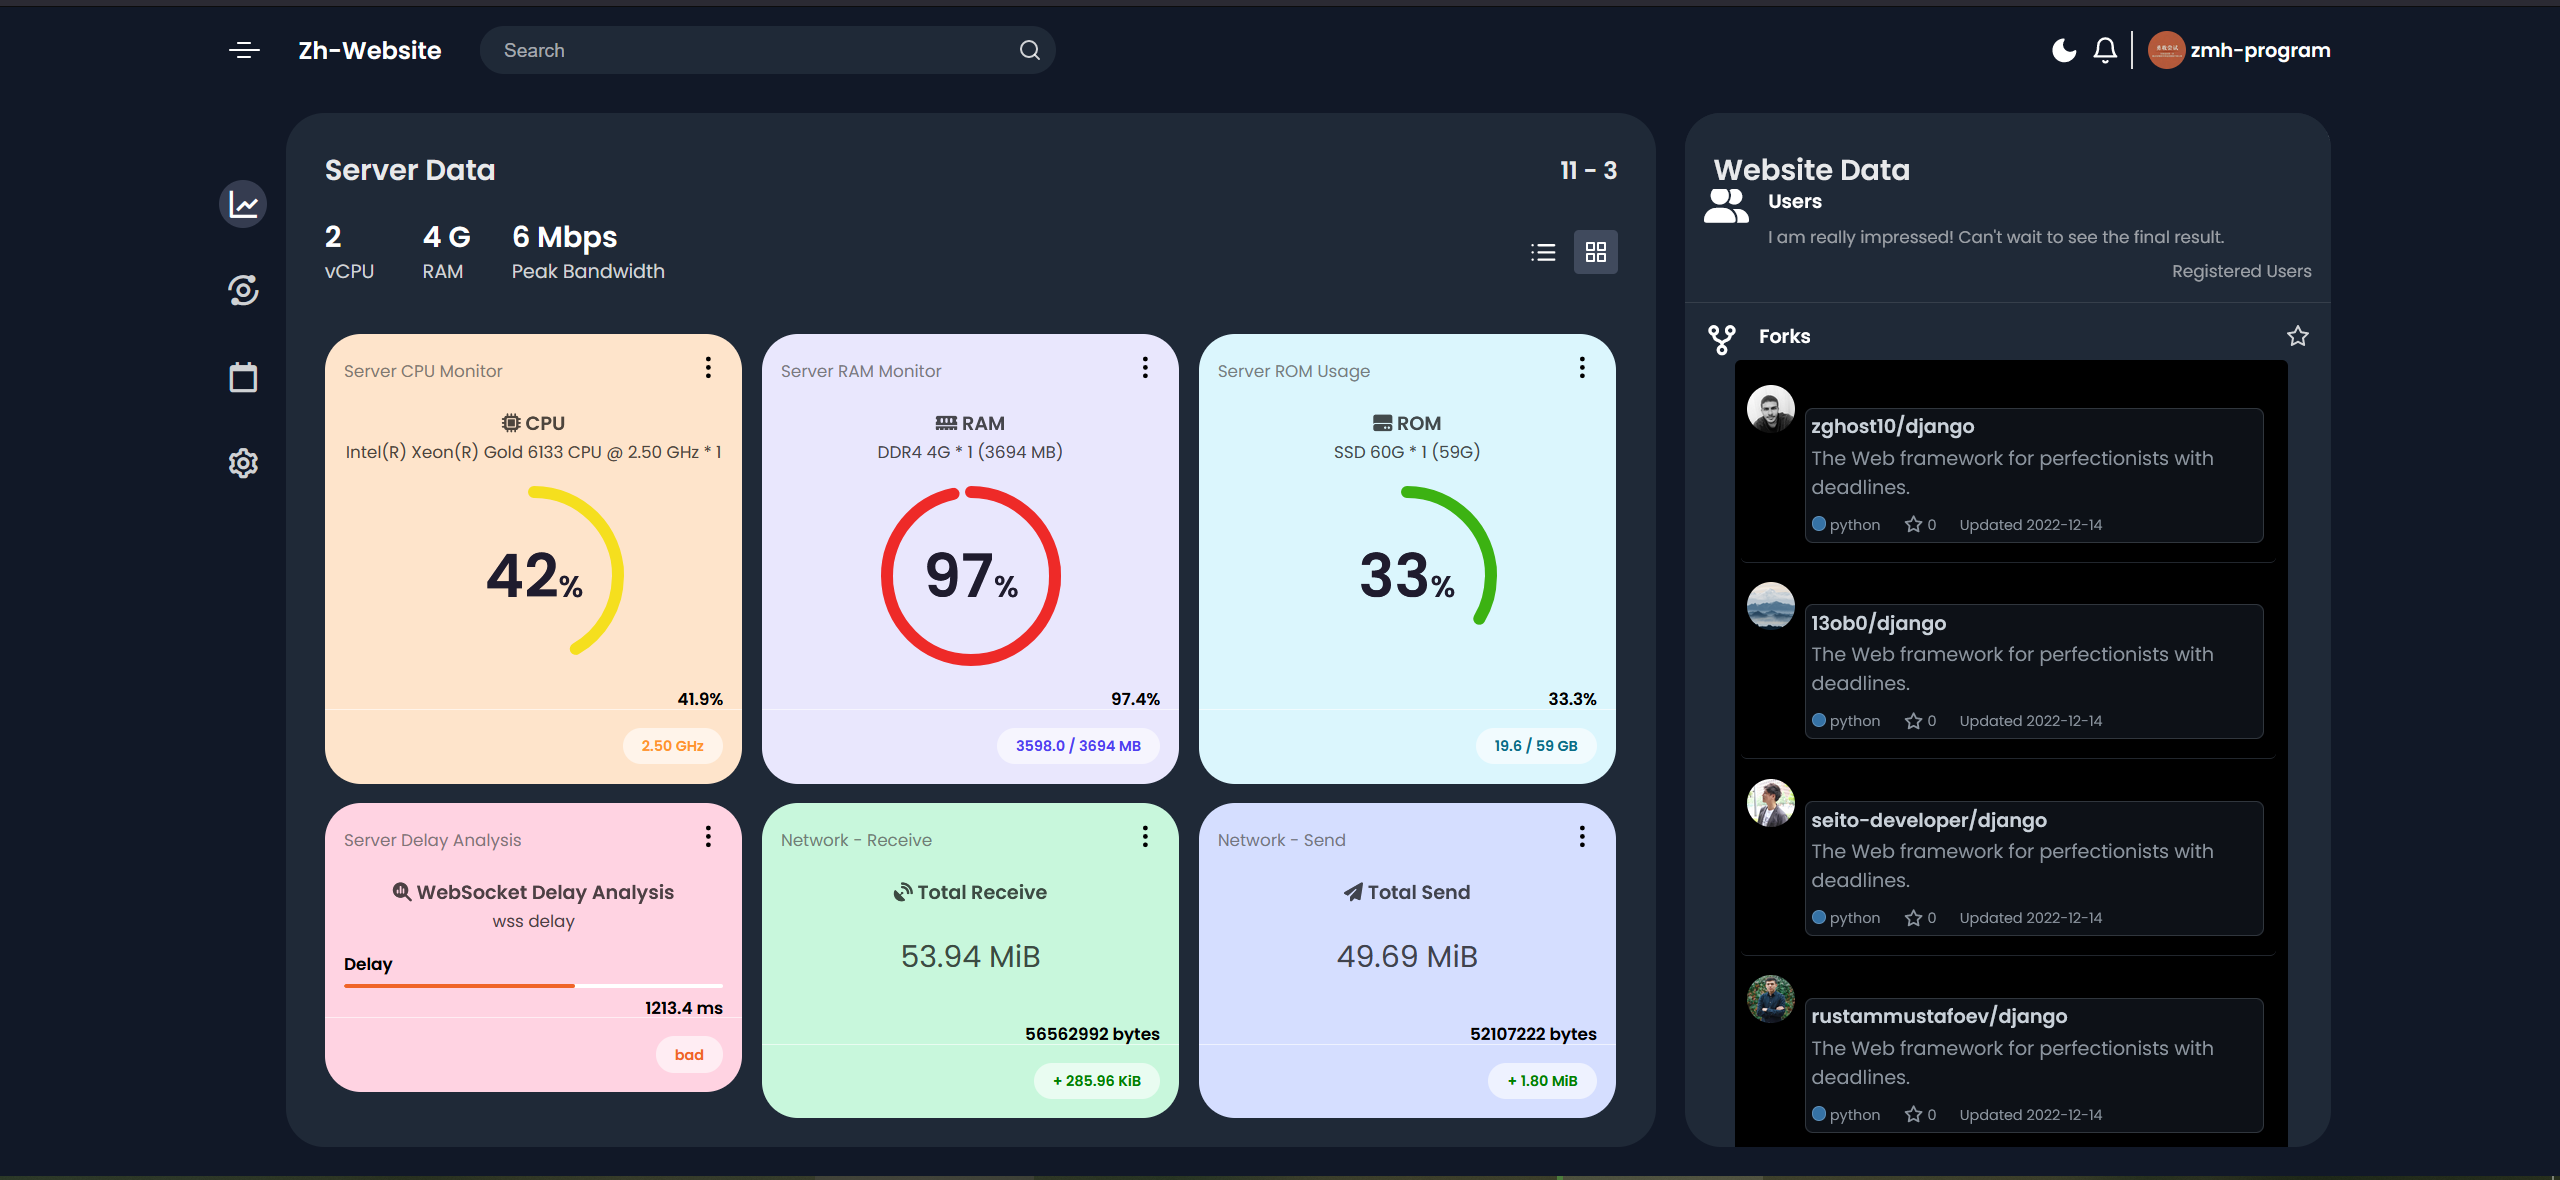 Zh-Website
Search
zmh-program
Server Data
11 - 3
2
vCPU
4 G
RAM
6 Mbps
Peak Bandwidth
Server CPU Monitor
CPU
Intel(R) Xeon(R) Gold 6133 CPU @ 2.50 GHz * 1
42%
41.9%
2.50 GHz
Server RAM Monitor
RAM
DDR4 4G * 1 (3694 MB)
97%
97.4%
3598.0 / 3694 MB
Server ROM Usage
ROM
SSD 60G * 1 (59G)
33%
33.3%
19.6 / 59 GB
Server Delay Analysis
WebSocket Delay Analysis
wss delay
Delay
1213.4 ms
bad
Network - Receive
Total Receive
53.94 MiB
56562992 bytes
+ 285.96 KiB
Network - Send
Total Send
49.69 MiB
52107222 bytes
+ 1.80 MiB
Website Data
Users
I am really impressed! Can't wait to see the final result.
Registered Users
Forks
zghost10/django
The Web framework for perfectionists with
deadlines.
python 0 Updated 2022-12-14
13ob0/django
The Web framework for perfectionists with
deadlines.
python 0 Updated 2022-12-14
seito-developer/django
The Web framework for perfectionists with
deadlines.
python 0 Updated 2022-12-14
rustammustafoev/django
The Web framework for perfectionists with
deadlines.
python 0 Updated 2022-12-14